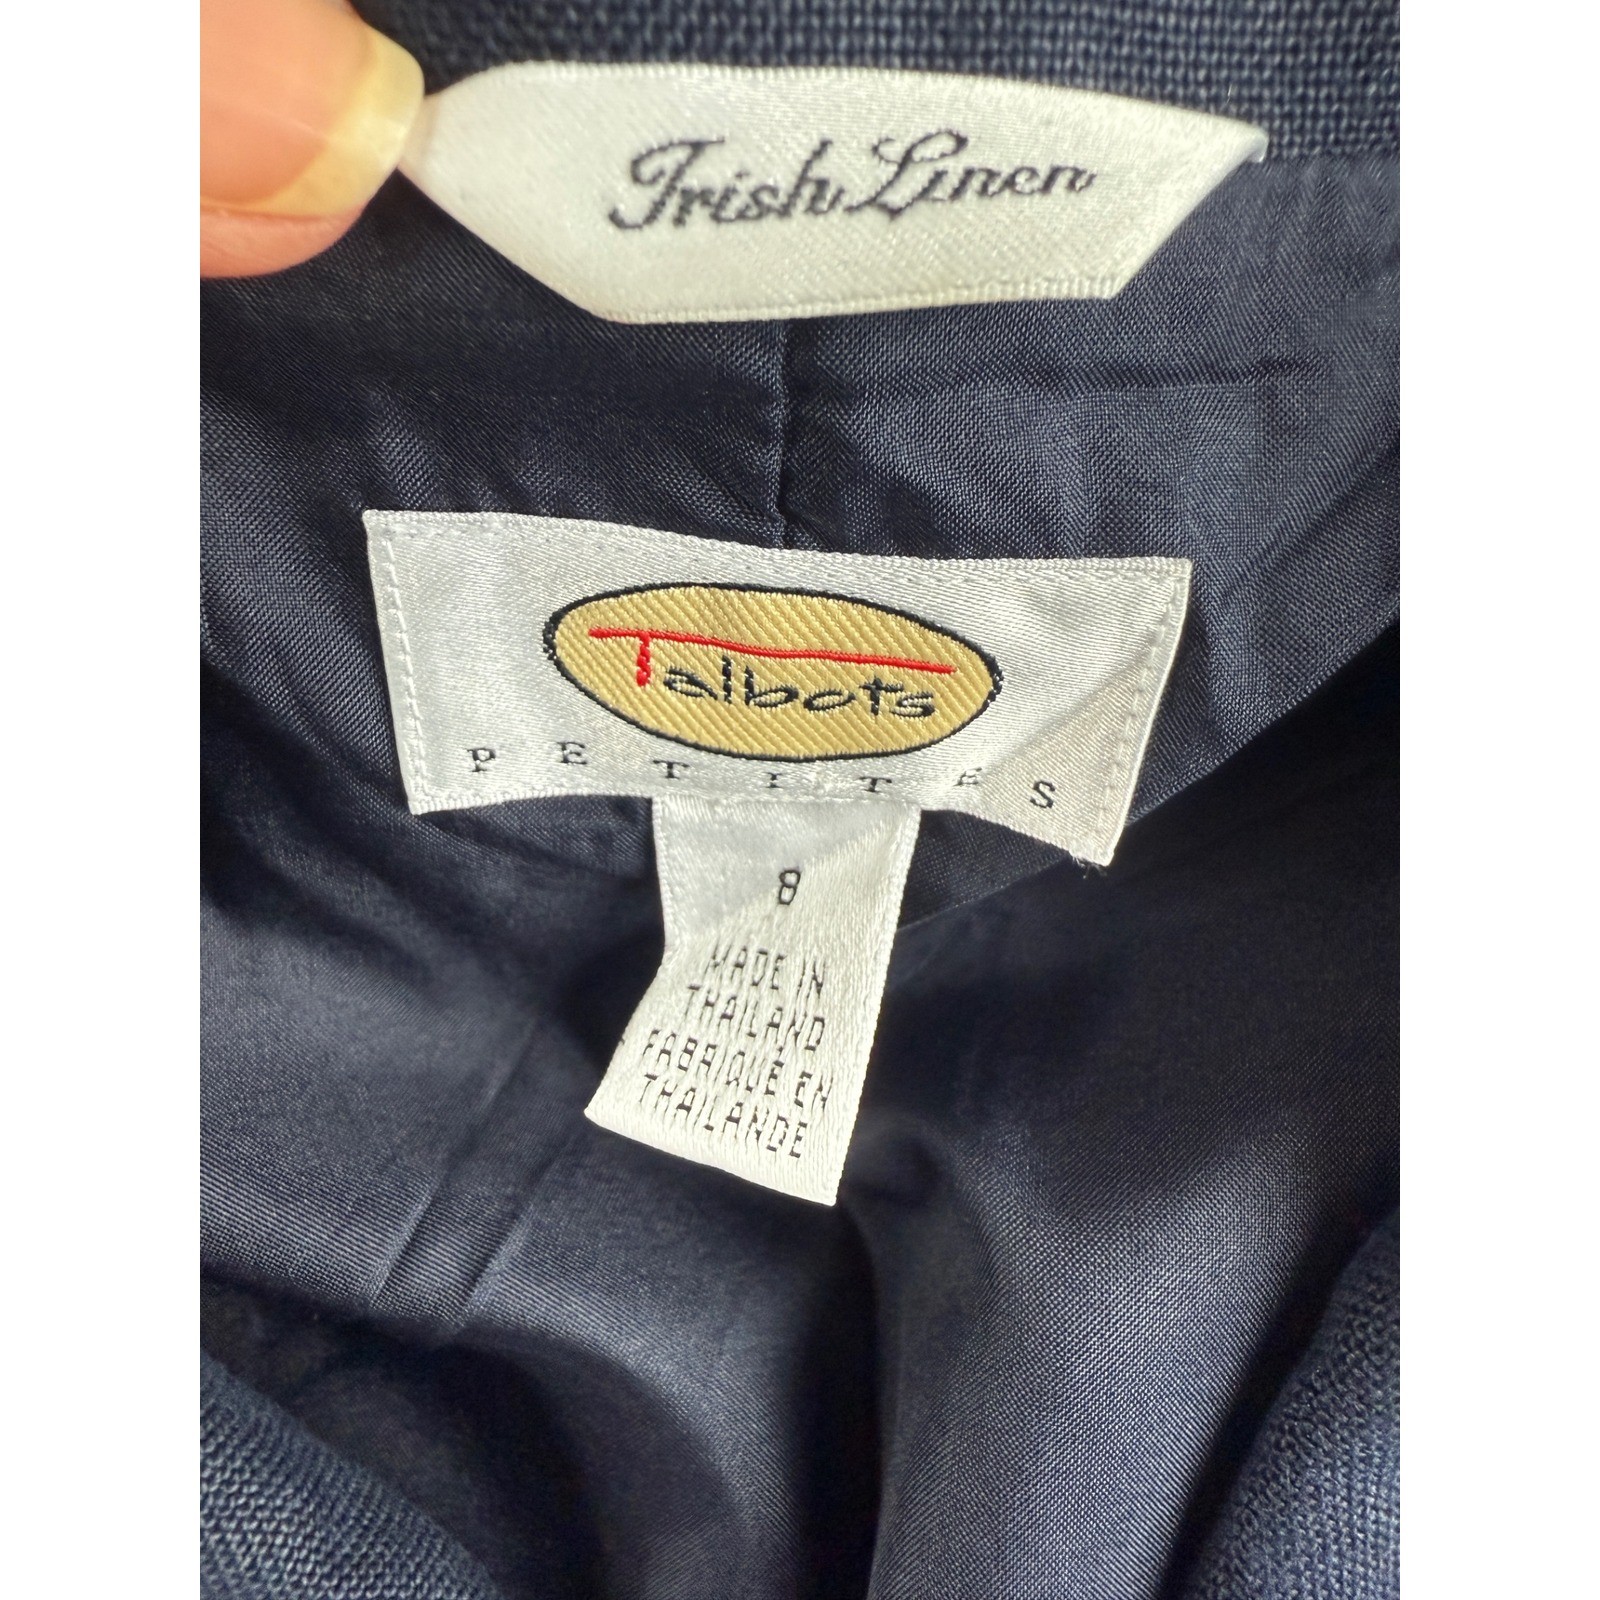 Irish Linen
Talbots
PETITES
8
MADE IN
THAILAND
FABRIQUÉ EN
THAILANDE